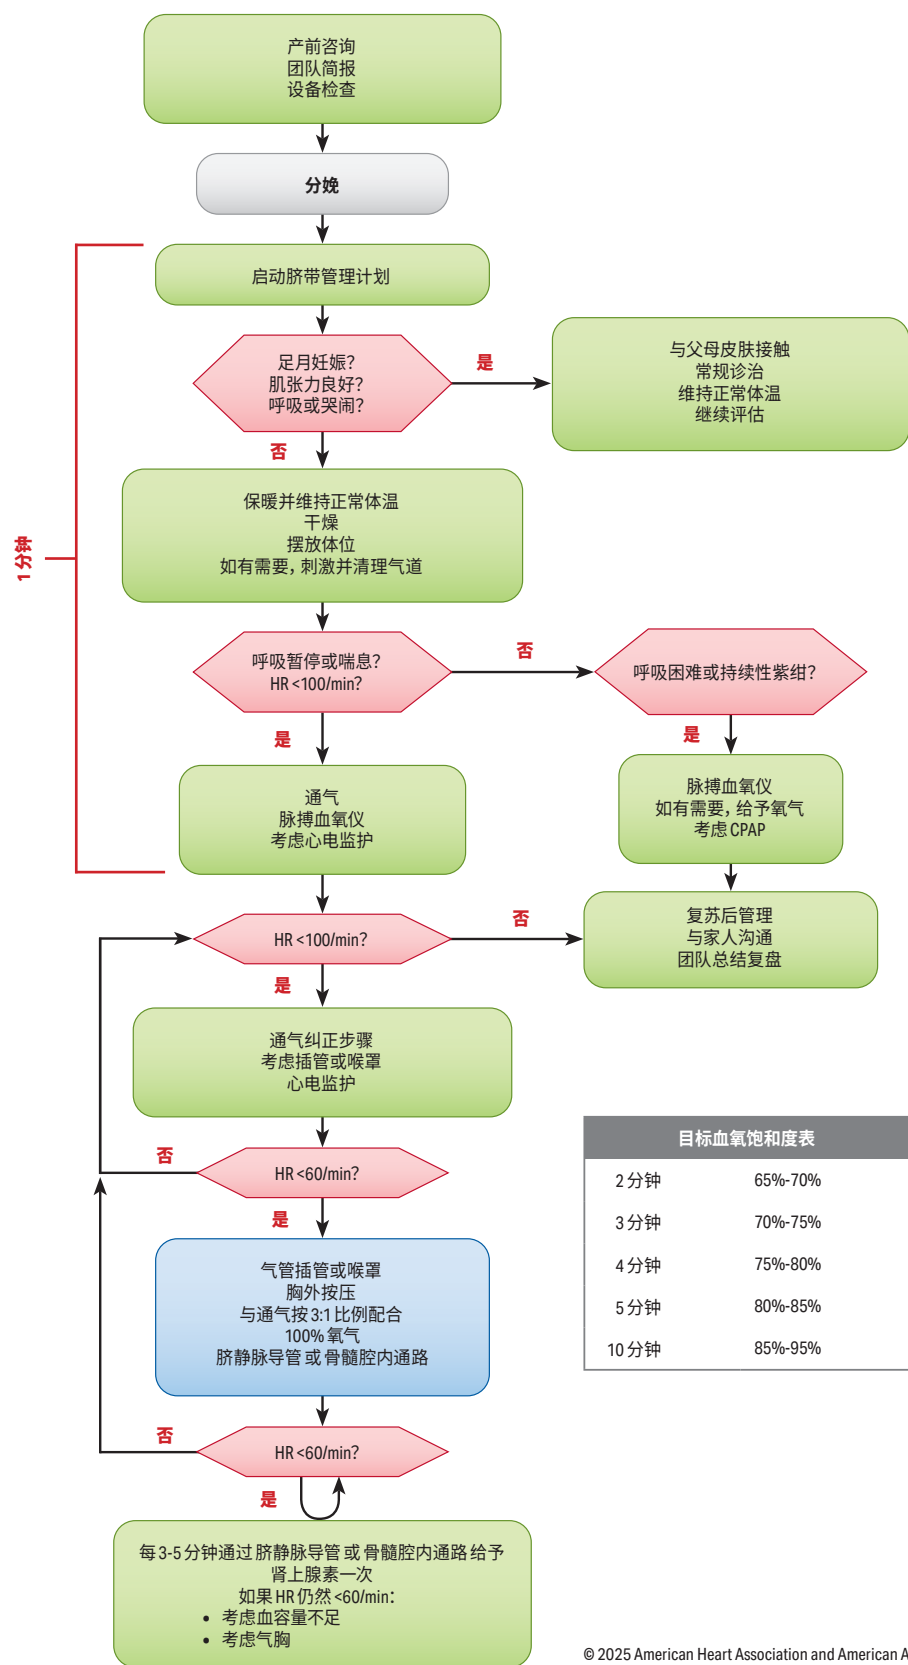 产前咨询
团队简报
设备检查
分娩
启动脐带管理计划
足月妊娠？
肌张力良好？
呼吸或哭闹？
是
与父母皮肤接触
常规诊治
维持正常体温
继续评估
否
1 分钟
保暖并维持正常体温
干燥
摆放体位
如有需要，刺激并清理气道
呼吸暂停或喘息？
HR <100/min？
否
呼吸困难或持续性紫绀？
是
是
通气
脉搏血氧仪
考虑心电监护
脉搏血氧仪
如有需要，给予氧气
考虑 CPAP
HR <100/min？
否
复苏后管理
与家人沟通
团队总结复盘
是
通气纠正步骤
考虑插管或喉罩
心电监护
否
HR <60/min？
是
气管插管或喉罩
胸外按压
与通气按 3:1 比例配合
100% 氧气
脐静脉导管 或 骨髓腔内通路
否
HR <60/min？
是
每 3-5 分钟通过 脐静脉导管 或 骨髓腔内通路 给予
肾上腺素一次
如果 HR 仍然 <60/min：
• 考虑血容量不足
• 考虑气胸
目标血氧饱和度表
2 分钟 65%-70%
3 分钟 70%-75%
4 分钟 75%-80%
5 分钟 80%-85%
10 分钟 85%-95%
© 2025 American Heart Association and American A